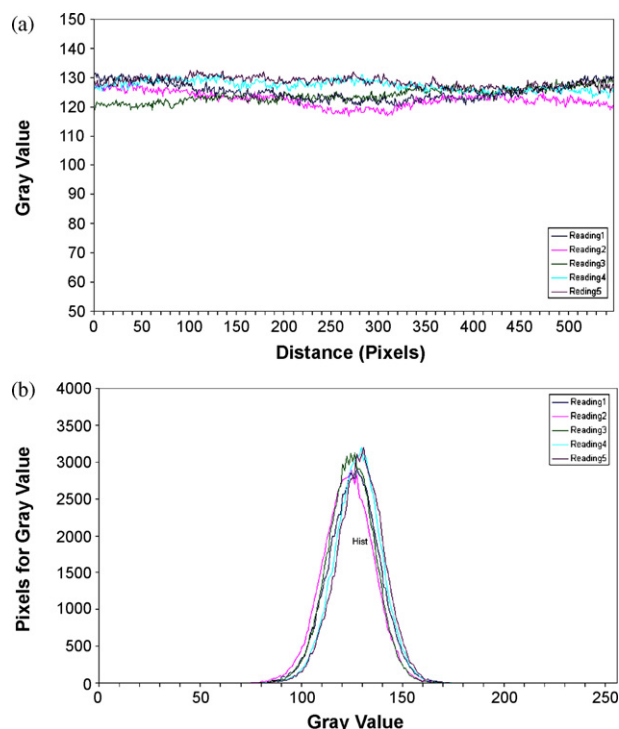 (a)
150
140
130
120
110
100
90
80
70
60
50
Gray Value
0 50 100 150 200 250 300 350 400 450 500
Distance (Pixels)
Reading1
Reading2
Reading3
Reading4
Reding5
(b)
4000
3500
3000
2500
2000
1500
1000
500
0
Pixels for Gray Value
0 50 100 150 200 250
Gray Value
Hist
Reading1
Reading2
Reading3
Reading4
Reading5